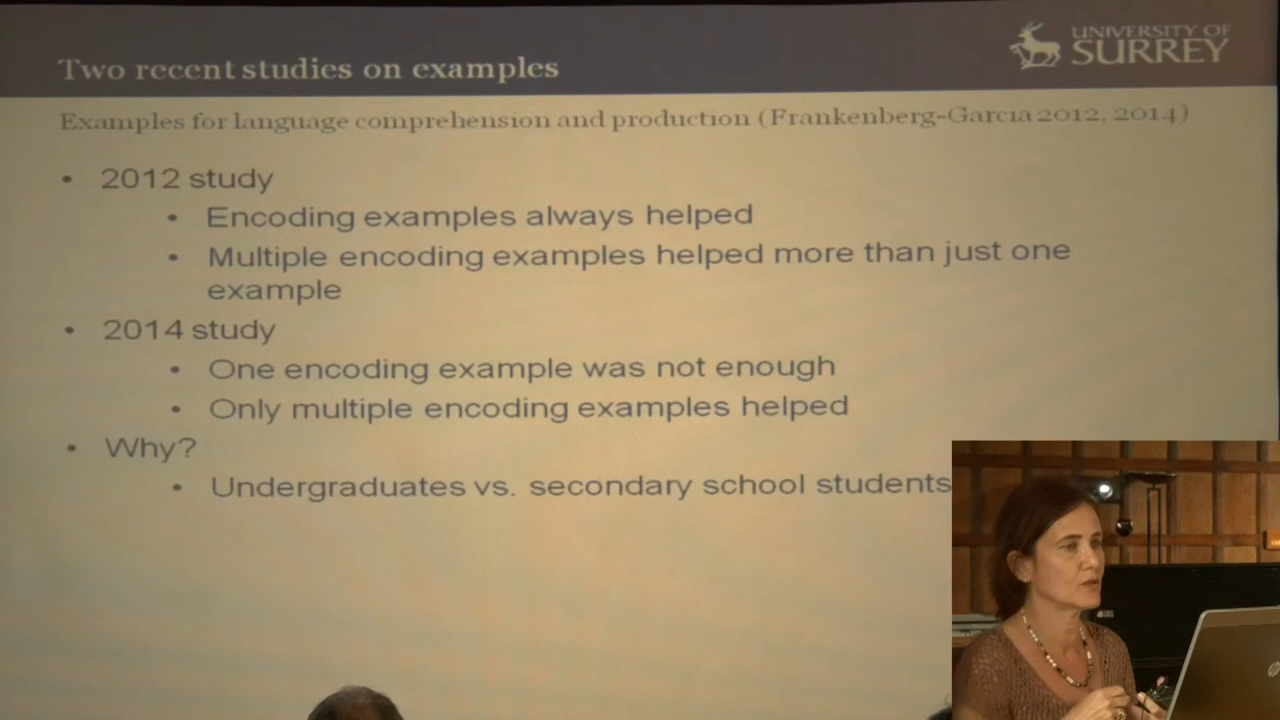 UNIVERSITY OF
SURREY
Two recent studies on examples
Examples for language comprehension and production (Frankenberg-Garcia 2012, 2014)
• 2012 study
• Encoding examples always helped
• Multiple encoding examples helped more than just one
example
• 2014 study
• One encoding example was not enough
• Only multiple encoding examples helped
• Why?
• Undergraduates vs. secondary school students